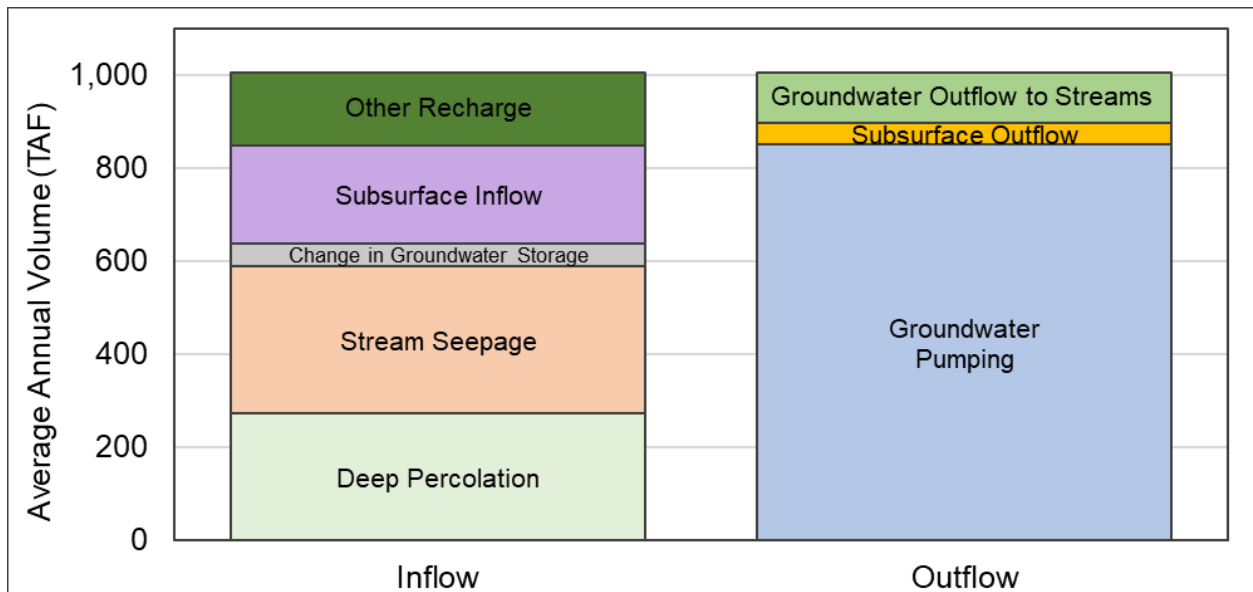 Average Annual Volume (TAF)
1,000
800
600
400
200
0
Other Recharge
Subsurface Inflow
Change in Groundwater Storage
Stream Seepage
Deep Percolation
Groundwater Outflow to Streams
Subsurface Outflow
Groundwater
Pumping
Inflow
Outflow